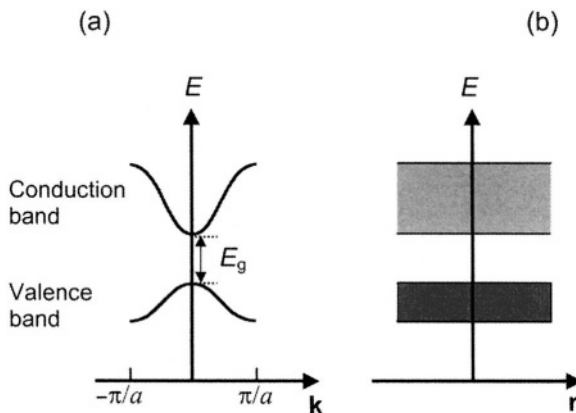 (a)
(b)
E
E
Conduction
band
E_g
Valence
band
−π/a
π/a
k
r